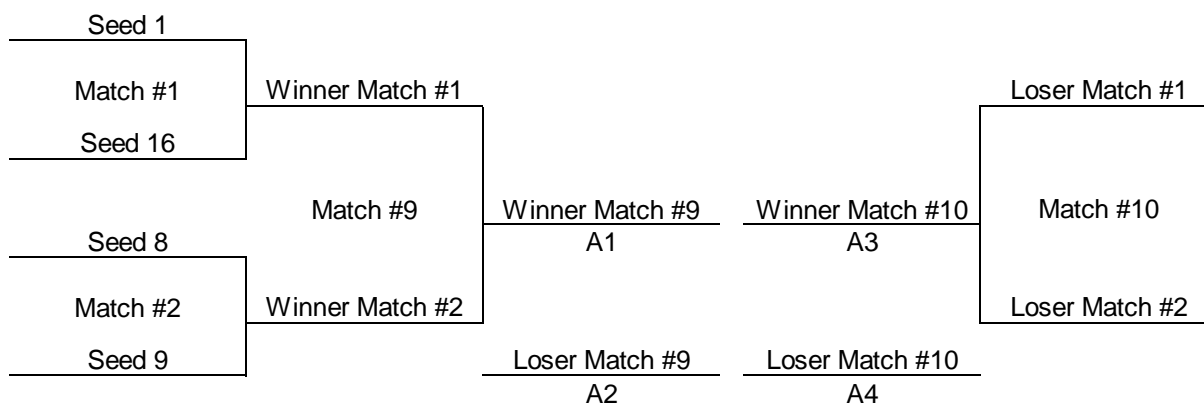 Seed 1
Match #1
Winner Match #1
Loser Match #1
Seed 16
Match #9
Winner Match #9
Winner Match #10
Match #10
A1
A3
Seed 8
Match #2
Winner Match #2
Loser Match #2
Seed 9
Loser Match #9
Loser Match #10
A2
A4